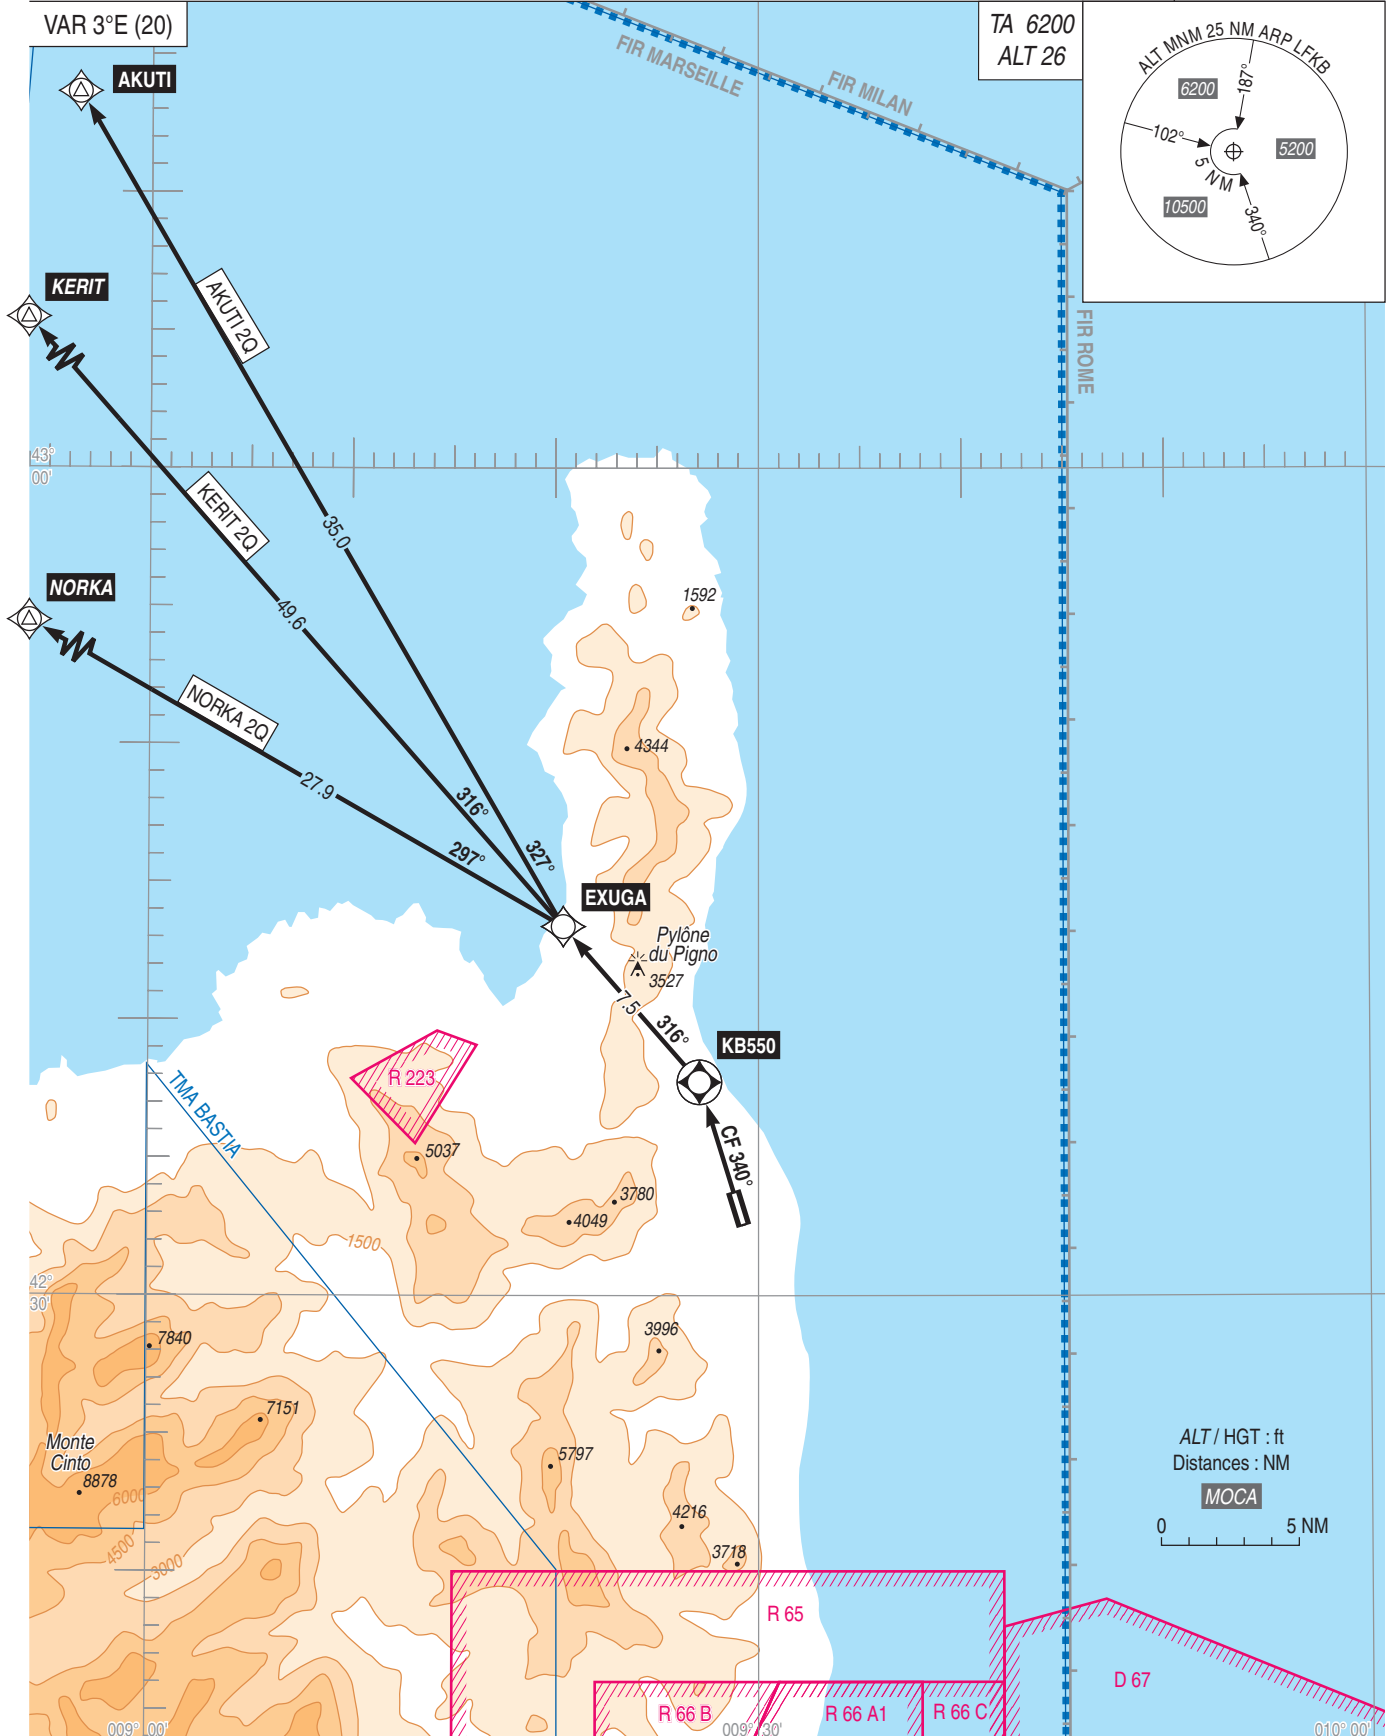 VAR 3°E (20)
TA 6200
ALT 26
ALT MNM 25 NM ARP LFKB
187°
6200
102°
5200
5 NM
10500
340°
FIR MARSEILLE
FIR MILAN
FIR ROME
AKUTI
KERIT
AKUTI 2Q
43°
00'
KERIT 2Q
35.0
NORKA
49.6
1592
NORKA 2Q
4344
27.9
316°
297°
327°
EXUGA
Pylône
du Pigno
3527
7.5
316°
KB550
R 223
TMA BASTIA
CF 340°
5037
3780
4049
1500
42°
30'
7840
3996
7151
Monte
Cinto
8878
6000
5797
4216
4500
3000
3718
ALT / HGT : ft
Distances : NM
MOCA
0 5 NM
R 65
D 67
R 66 B
R 66 A1
R 66 C
009° 00'
009° 30'
010° 00'